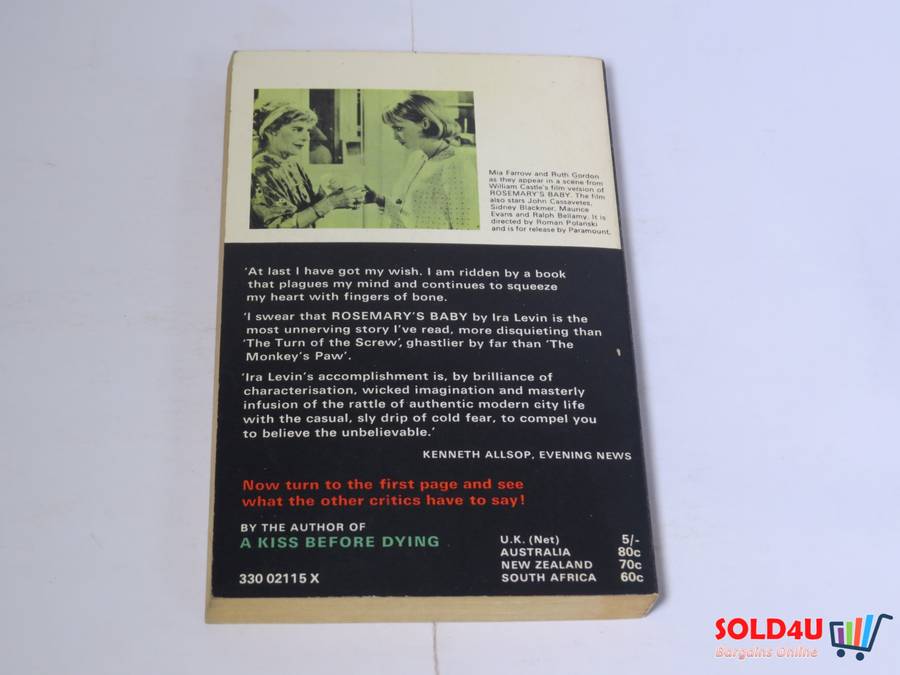 Mia Farrow and Ruth Gordon
as they appear in a scene from
William Castle's film version of
ROSEMARY'S BABY. The film
also stars John Cassavetes,
Sidney Blackmer, Maurice
Evans and Ralph Bellamy. It is
directed by Roman Polanski
and is for release by Paramount.
'At last I have got my wish. I am ridden by a book
that plagues my mind and continues to squeeze
my heart with fingers of bone.
'I swear that ROSEMARY'S BABY by Ira Levin is the
most unnerving story I've read, more disquieting than
'The Turn of the Screw', ghastlier by far than 'The
Monkey's Paw'.
'Ira Levin's accomplishment is, by brilliance of
characterisation, wicked imagination and masterly
infusion of the rattle of authentic modern city life
with the casual, sly drip of cold fear, to compel you
to believe the unbelievable.'
KENNETH ALLSOP, EVENING NEWS
Now turn to the first page and see
what the other critics have to say!
BY THE AUTHOR OF
A KISS BEFORE DYING
U.K. (Net) 5/-
AUSTRALIA 80c
NEW ZEALAND 70c
SOUTH AFRICA 60c
330 02115 X
SOLD4U
Bargains Online